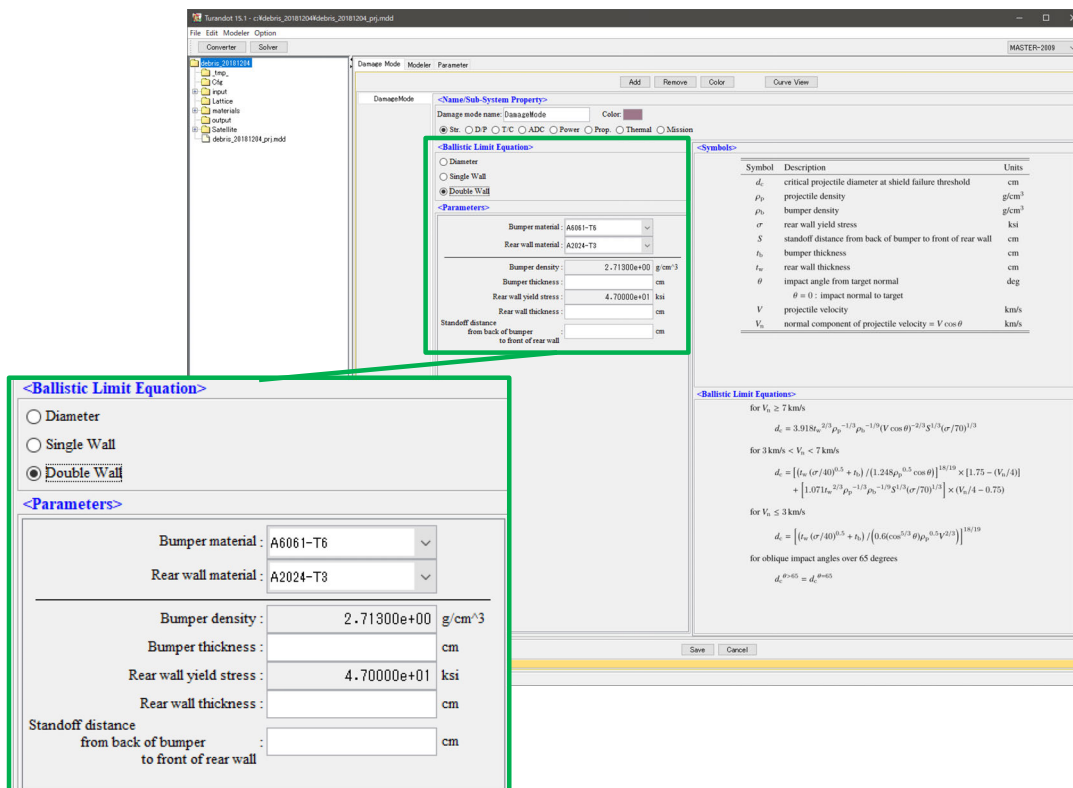 Turandot 15.1 - c:¥debris_20181204¥debris_20181204_prj.mdd
File Edit Modeler Option
Converter Solver MASTER-2009
debris_20181204
_tmp_
Cfg
input
Lattice
materials
output
Satellite
debris_20181204_prj.mdd
Damage Mode Modeler Parameter
Add Remove Color Curve View
DamageMode
<Name/Sub-System Property>
Damage mode name: DamageMode Color:
Str. D/P T/C ADC Power Prop. Thermal Mission
<Ballistic Limit Equation>
Diameter
Single Wall
Double Wall
<Parameters>
Bumper material : A6061-T6
Rear wall material : A2024-T3
Bumper density : 2.71300e+00 g/cm^3
Bumper thickness : cm
Rear wall yield stress : 4.70000e+01 ksi
Rear wall thickness : cm
Standoff distance
from back of bumper : cm
to front of rear wall
<Symbols>
Symbol Description Units
d_c critical projectile diameter at shield failure threshold cm
ρ_p projectile density g/cm³
ρ_b bumper density g/cm³
σ rear wall yield stress ksi
S standoff distance from back of bumper to front of rear wall cm
t_b bumper thickness cm
t_w rear wall thickness cm
θ impact angle from target normal deg
θ = 0 : impact normal to target
V projectile velocity km/s
V_n normal component of projectile velocity = V cos θ km/s
<Ballistic Limit Equations>
for V_n ≥ 7 km/s
d_c = 3.918t_w^{2/3}ρ_p^{-1/3}ρ_b^{-1/9}(V cos θ)^{-2/3}S^{1/3}(σ/70)^{1/3}
for 3 km/s < V_n < 7 km/s
d_c = [(t_w (σ/40)^{0.5} + t_b) / (1.248ρ_p^{0.5} cos θ)]^{18/19} × [1.75 − (V_n/4)]
+ [1.071t_w^{2/3}ρ_p^{-1/3}ρ_b^{-1/9}S^{1/3}(σ/70)^{1/3}] × (V_n/4 − 0.75)
for V_n ≤ 3 km/s
d_c = [(t_w (σ/40)^{0.5} + t_b) / (0.6(cos^{5/3} θ)ρ_p^{0.5}V^{2/3})]^{18/19}
for oblique impact angles over 65 degrees
d_c^{θ>65} = d_c^{θ=65}
Save Cancel
<Ballistic Limit Equation>
Diameter
Single Wall
Double Wall
<Parameters>
Bumper material : A6061-T6
Rear wall material : A2024-T3
Bumper density : 2.71300e+00 g/cm^3
Bumper thickness : cm
Rear wall yield stress : 4.70000e+01 ksi
Rear wall thickness : cm
Standoff distance
from back of bumper : cm
to front of rear wall